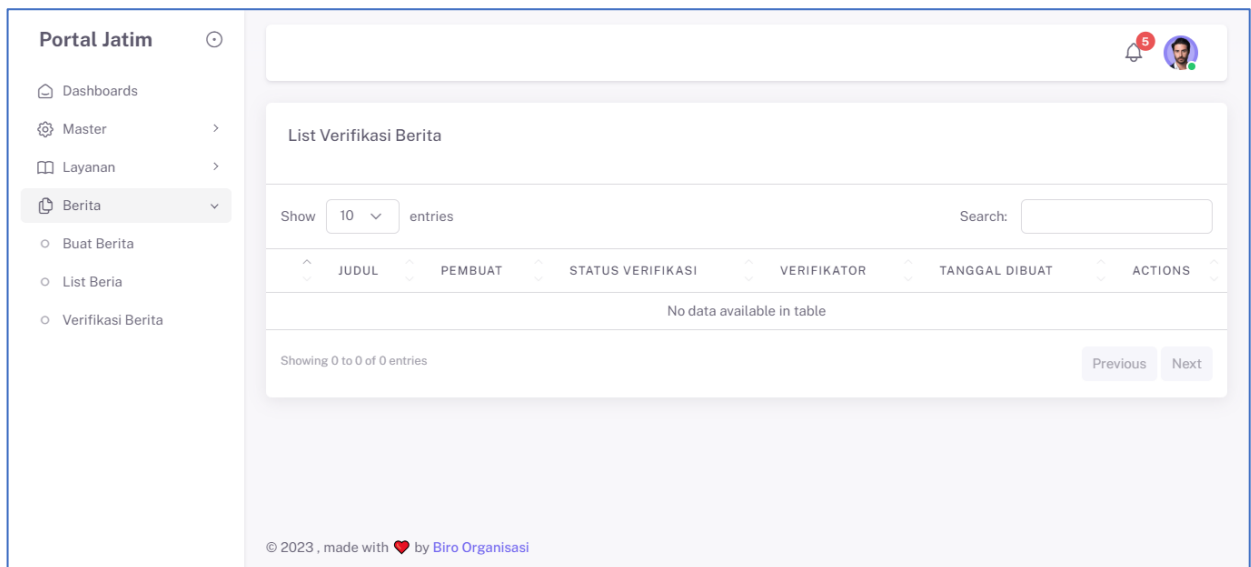 Portal Jatim
5
Dashboards
Master
Layanan
Berita
Buat Berita
List Beria
Verifikasi Berita
List Verifikasi Berita
Show 10 entries
Search:
JUDUL PEMBUAT STATUS VERIFIKASI VERIFIKATOR TANGGAL DIBUAT ACTIONS
No data available in table
Showing 0 to 0 of 0 entries
Previous Next
© 2023 , made with ❤️ by Biro Organisasi